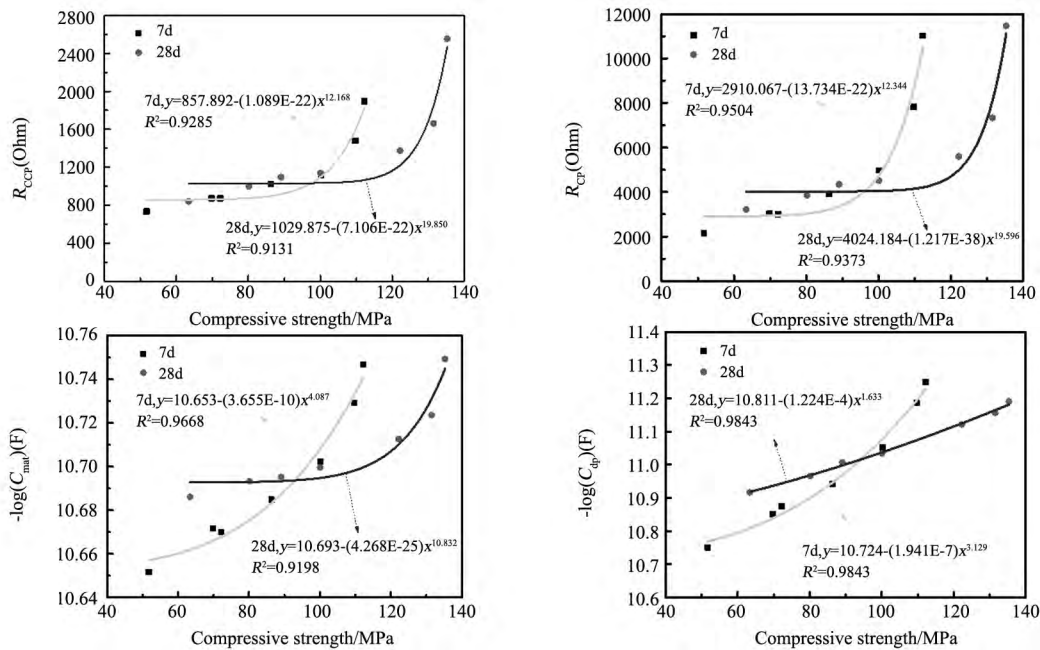 2800
2400
2000
1600
1200
800
400
0
R_CCP(Ohm)
7d
28d
7d,y=857.892-(1.089E-22)x^12.168
R²=0.9285
28d,y=1029.875-(7.106E-22)x^19.850
R²=0.9131
40 60 80 100 120 140
Compressive strength/MPa
12000
10000
8000
6000
4000
2000
0
R_CP(Ohm)
7d
28d
7d,y=2910.067-(13.734E-22)x^12.344
R²=0.9504
28d,y=4024.184-(1.217E-38)x^19.596
R²=0.9373
40 60 80 100 120 140
Compressive strength/MPa
10.76
10.74
10.72
10.70
10.68
10.66
10.64
-log(C_mat)(F)
7d
28d
7d,y=10.653-(3.655E-10)x^4.087
R²=0.9668
28d,y=10.693-(4.268E-25)x^10.832
R²=0.9198
40 60 80 100 120 140
Compressive strength/MPa
11.4
11.3
11.2
11.1
11.0
10.9
10.8
10.7
10.6
-log(C_dp)(F)
7d
28d
28d,y=10.811-(1.224E-4)x^1.633
R²=0.9843
7d,y=10.724-(1.941E-7)x^3.129
R²=0.9843
40 60 80 100 120 140
Compressive strength/MPa